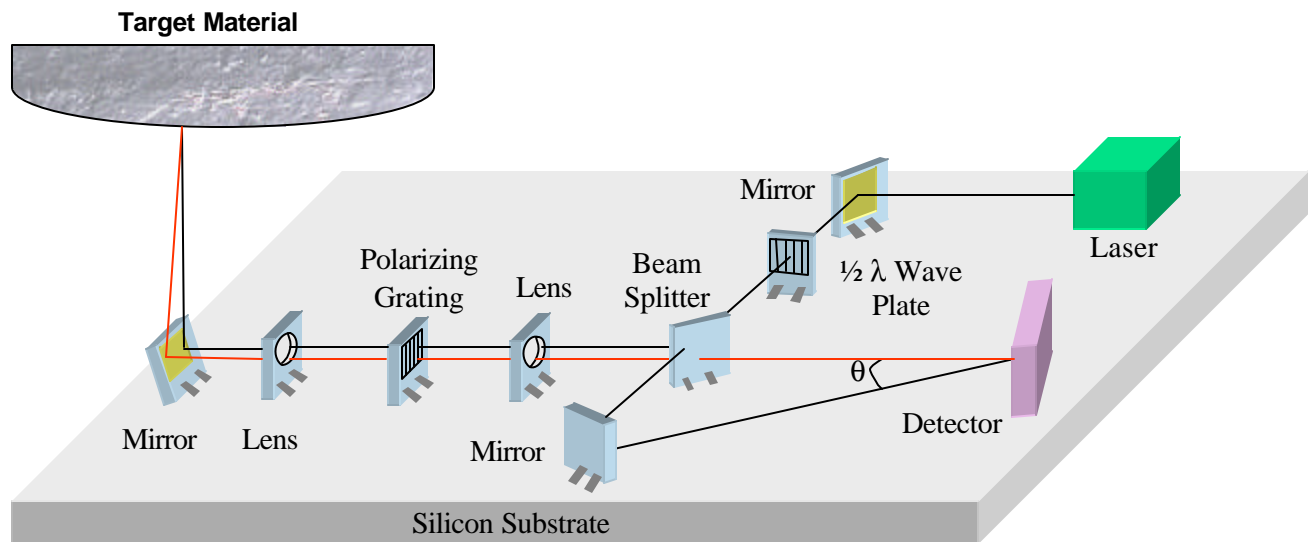 Target Material
Mirror
Laser
½ λ Wave
Plate
Beam
Splitter
Polarizing
Grating
Lens
θ
Detector
Mirror
Lens
Mirror
Silicon Substrate